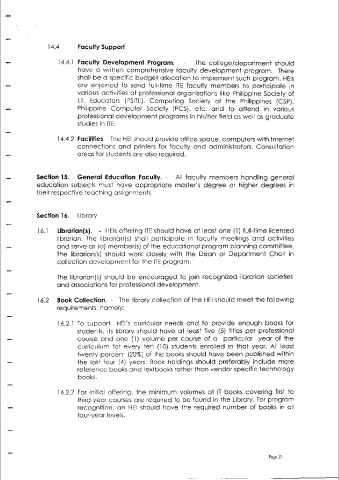 14.4 Faculty Support
14.4.1 Faculty Development Program. - The college/department should
have a written comprehensive faculty development program. There
shall be a specific budget allocation to implement such program. HEIs
are enjoined to send full-time ITE faculty members to participate in
various activities of professional organizations like Philippine Society of
I.T. Educators (PSITE), Computing Society of the Philippines (CSP),
Philippine Computer Society (PCS), etc. and to attend in various
professional development programs in his/her field as well as graduate
studies in ITE.
14.4.2 Facilities. The HEI should provide office space, computers with Internet
connections and printers for faculty and administrators. Consultation
areas for students are also required.
Section 15. General Education Faculty. - All faculty members handling general
education subjects must have appropriate master's degree or higher degrees in
their respective teaching assignments.
Section 16. Library
16.1 Librarian(s). - HEIs offering ITE should have at least one (1) full-time licensed
librarian. The librarian(s) shall participate in faculty meetings and activities
and serve as (a) member(s) of the educational program planning committee.
The librarian(s) should work closely with the Dean or Department Chair in
collection development for the ITE program.
The librarian(s) should be encouraged to join recognized librarian societies
and associations for professional development.
16.2 Book Collection. - The library collection of the HEI should meet the following
requirements, namely:
16.2.1 To support HEI's curricular needs and to provide enough books for
students, its library should have at least five (5) titles per professional
course and one (1) volume per course of a particular year of the
curriculum for every ten (10) students enrolled in that year. At least
twenty percent (20%) of the books should have been published within
the last four (4) years. Book holdings should preferably include more
reference books and textbooks rather than vendor specific technology
books.
16.2.2 For initial offering, the minimum volumes of IT books covering first to
third year courses are required to be found in the Library. For program
recognition, an HEI should have the required number of books in all
four-year levels.
Page 21